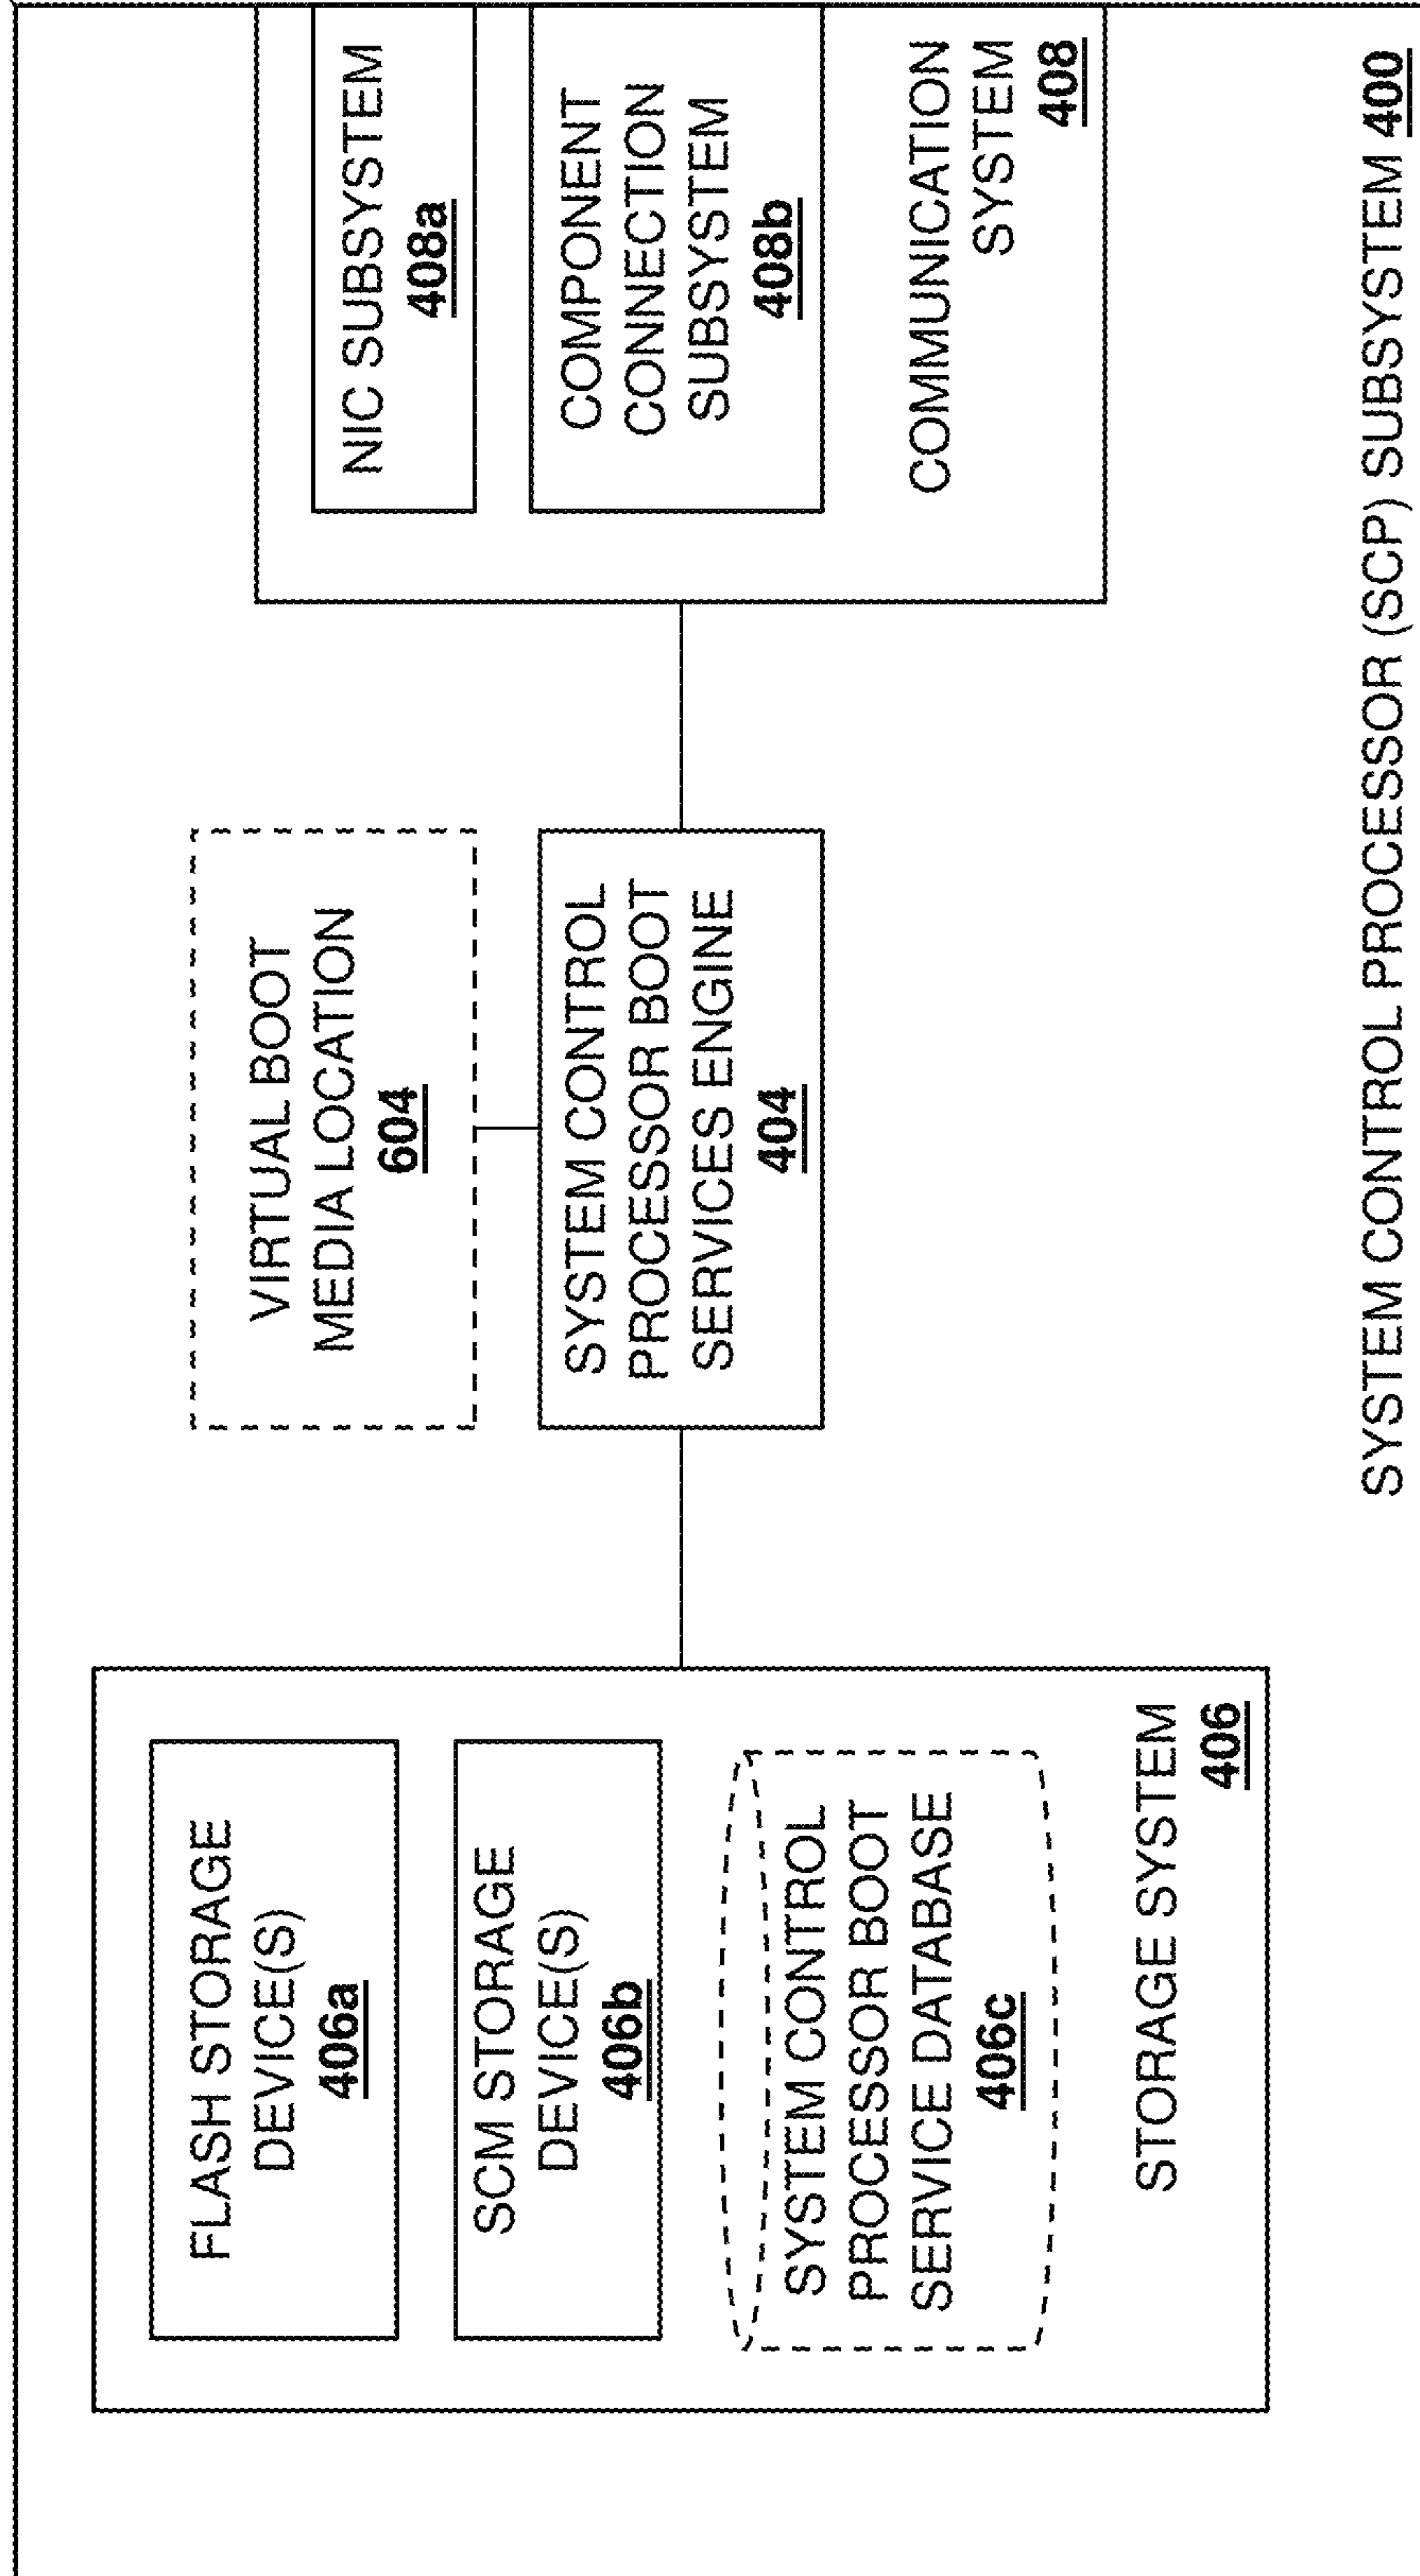 FLASH STORAGE
DEVICE(S)
406a
SCM STORAGE
DEVICE(S)
406b
SYSTEM CONTROL
PROCESSOR BOOT
SERVICE DATABASE
406c
STORAGE SYSTEM
406
VIRTUAL BOOT
MEDIA LOCATION
604
SYSTEM CONTROL
PROCESSOR BOOT
SERVICES ENGINE
404
NIC SUBSYSTEM
408a
COMPONENT
CONNECTION
SUBSYSTEM
408b
COMMUNICATION
SYSTEM
408
SYSTEM CONTROL PROCESSOR (SCP) SUBSYSTEM 400